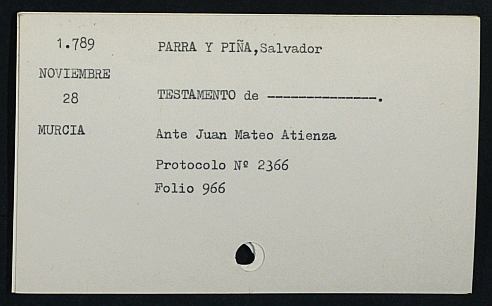 1.789
PARRA Y PIÑA,Salvador
NOVIEMBRE
28
TESTAMENTO de --------------.
MURCIA
Ante Juan Mateo Atienza
Protocolo Nº 2366
Folio 966